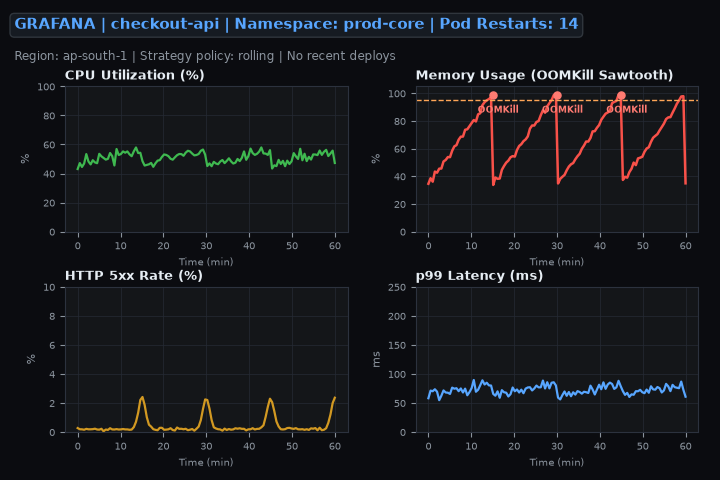 GRAFANA | checkout-api | Namespace: prod-core | Pod Restarts: 14
Region: ap-south-1 | Strategy policy: rolling | No recent deploys
CPU Utilization (%)
100
80
60
40
20
0
%
0 10 20 30 40 50 60
Time (min)
Memory Usage (OOMKill Sawtooth)
100
80
60
40
20
0
%
OOMKill OOMKill OOMKill
0 10 20 30 40 50 60
Time (min)
HTTP 5xx Rate (%)
10
8
6
4
2
0
%
0 10 20 30 40 50 60
Time (min)
p99 Latency (ms)
250
200
150
100
50
0
ms
0 10 20 30 40 50 60
Time (min)